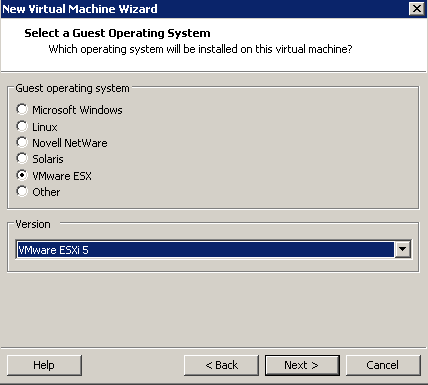 New Virtual Machine Wizard
Select a Guest Operating System
Which operating system will be installed on this virtual machine?
Guest operating system
Microsoft Windows
Linux
Novell NetWare
Solaris
VMware ESX
Other
Version
VMware ESXi 5
Help
< Back
Next >
Cancel